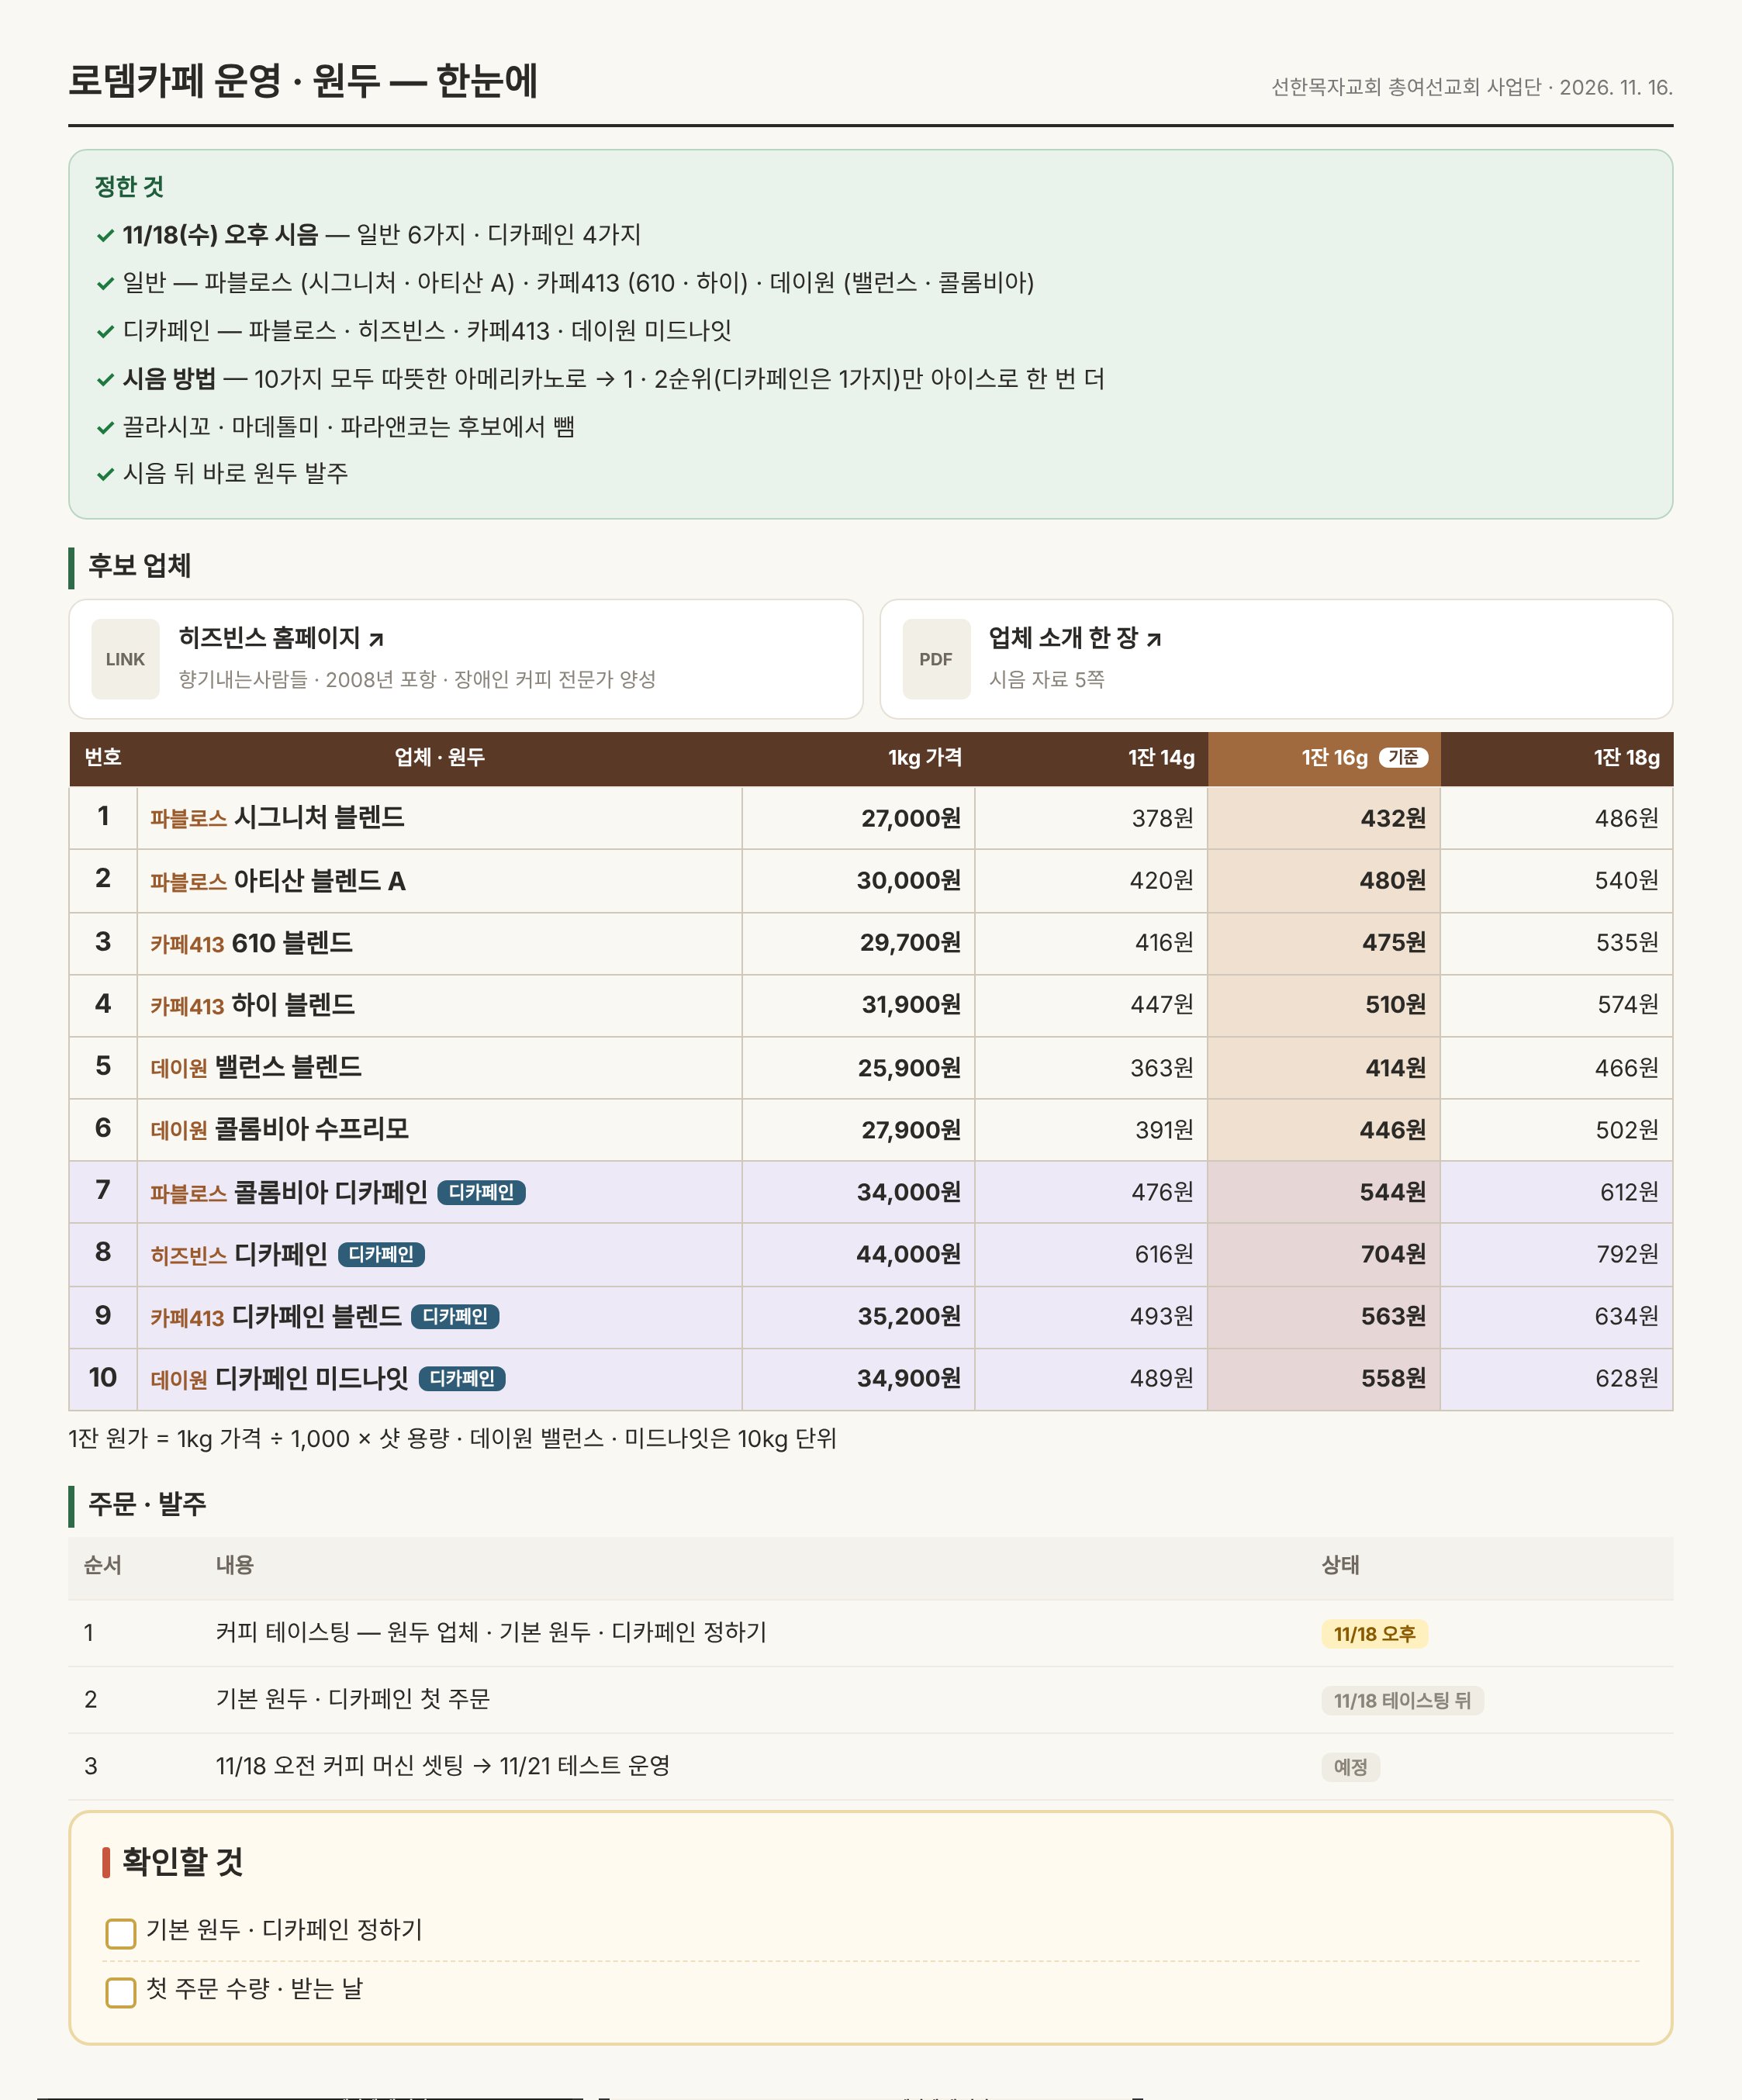 로뎀카페 운영 · 원두 — 한눈에
선한목자교회 총여선교회 사업단 · 2026. 11. 16.
정한 것
✓ 11/18(수) 오후 시음 — 일반 6가지 · 디카페인 4가지
✓ 일반 — 파블로스 (시그니처 · 아티산 A) · 카페413 (610 · 하이) · 데이원 (밸런스 · 콜롬비아)
✓ 디카페인 — 파블로스 · 히즈빈스 · 카페413 · 데이원 미드나잇
✓ 시음 방법 — 10가지 모두 따뜻한 아메리카노로 → 1 · 2순위(디카페인은 1가지)만 아이스로 한 번 더
✓ 끌라시꼬 · 마데톨미 · 파라앤코는 후보에서 뺌
✓ 시음 뒤 바로 원두 발주
후보 업체
LINK
히즈빈스 홈페이지 ↗
향기내는사람들 · 2008년 포항 · 장애인 커피 전문가 양성
PDF
업체 소개 한 장 ↗
시음 자료 5쪽
번호 업체 · 원두 1kg 가격 1잔 14g 1잔 16g 기준 1잔 18g
1 파블로스 시그니처 블렌드 27,000원 378원 432원 486원
2 파블로스 아티산 블렌드 A 30,000원 420원 480원 540원
3 카페413 610 블렌드 29,700원 416원 475원 535원
4 카페413 하이 블렌드 31,900원 447원 510원 574원
5 데이원 밸런스 블렌드 25,900원 363원 414원 466원
6 데이원 콜롬비아 수프리모 27,900원 391원 446원 502원
7 파블로스 콜롬비아 디카페인 디카페인 34,000원 476원 544원 612원
8 히즈빈스 디카페인 디카페인 44,000원 616원 704원 792원
9 카페413 디카페인 블렌드 디카페인 35,200원 493원 563원 634원
10 데이원 디카페인 미드나잇 디카페인 34,900원 489원 558원 628원
1잔 원가 = 1kg 가격 ÷ 1,000 × 샷 용량 · 데이원 밸런스 · 미드나잇은 10kg 단위
주문 · 발주
순서 내용 상태
1 커피 테이스팅 — 원두 업체 · 기본 원두 · 디카페인 정하기 11/18 오후
2 기본 원두 · 디카페인 첫 주문 11/18 테이스팅 뒤
3 11/18 오전 커피 머신 셋팅 → 11/21 테스트 운영 예정
확인할 것
기본 원두 · 디카페인 정하기
첫 주문 수량 · 받는 날